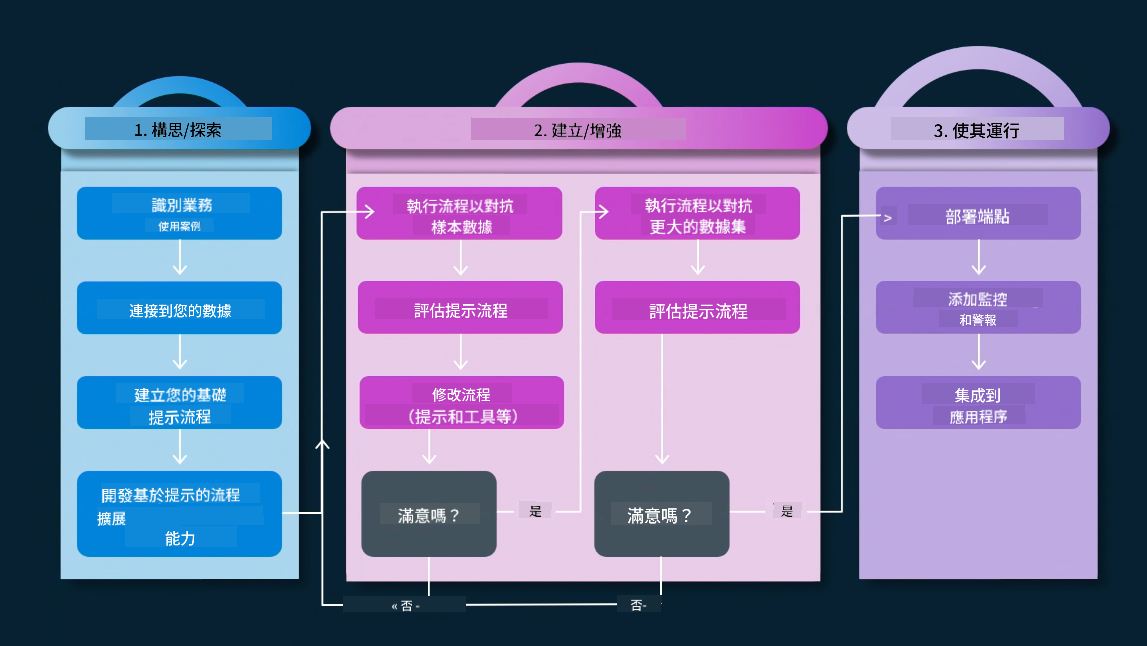 1. 構思/探索
識別業務
使用案例
連接到您的數據
建立您的基礎
提示流程
開發基於提示的流程
擴展
能力
2. 建立/增強
執行流程以對抗
樣本數據
評估提示流程
修改流程
（提示和工具等）
滿意嗎？
是
« 否 -
執行流程以對抗
更大的數據集
評估提示流程
滿意嗎？
是
否-
3. 使其運行
>
部署端點
添加監控
和警報
集成到
應用程序